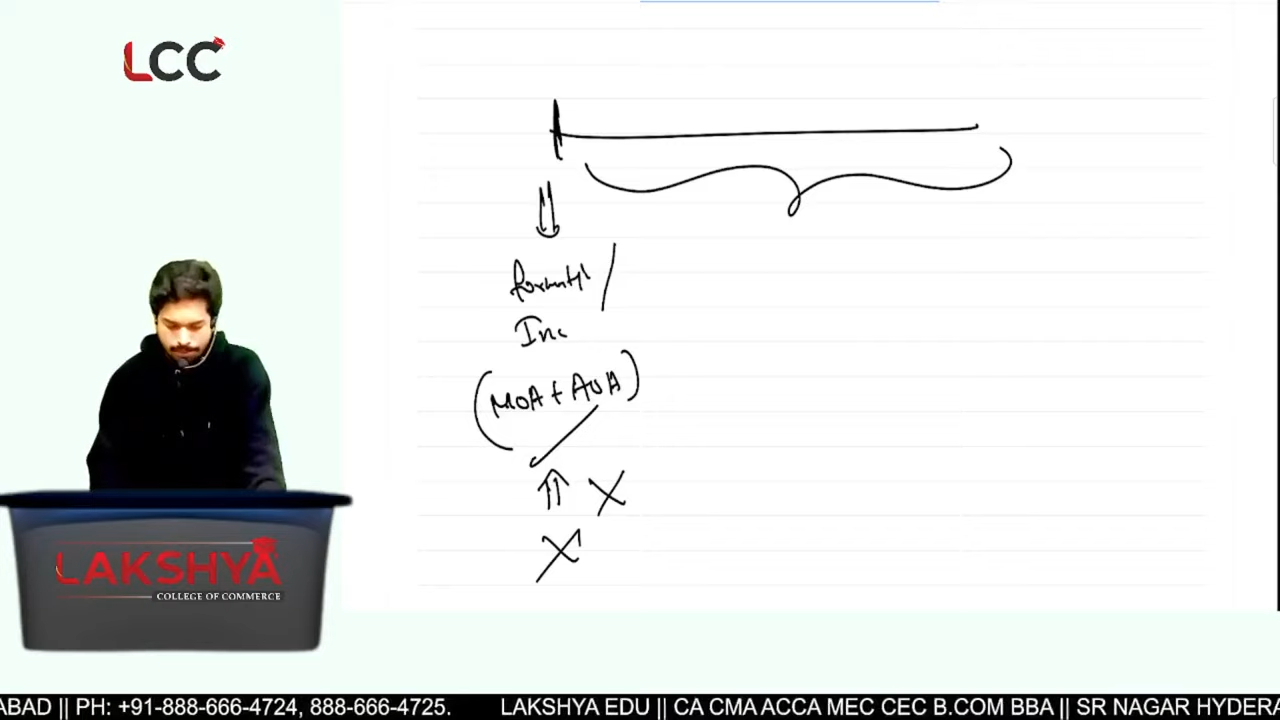 LCC
Inc
(MOA + AOA)
X
X
LAKSHYA
COLLEGE OF COMMERCE
ABAD || PH: +91-888-666-4724, 888-666-4725. LAKSHYA EDU || CA CMA ACCA MEC CEC B.COM BBA || SR NAGAR HYDERA